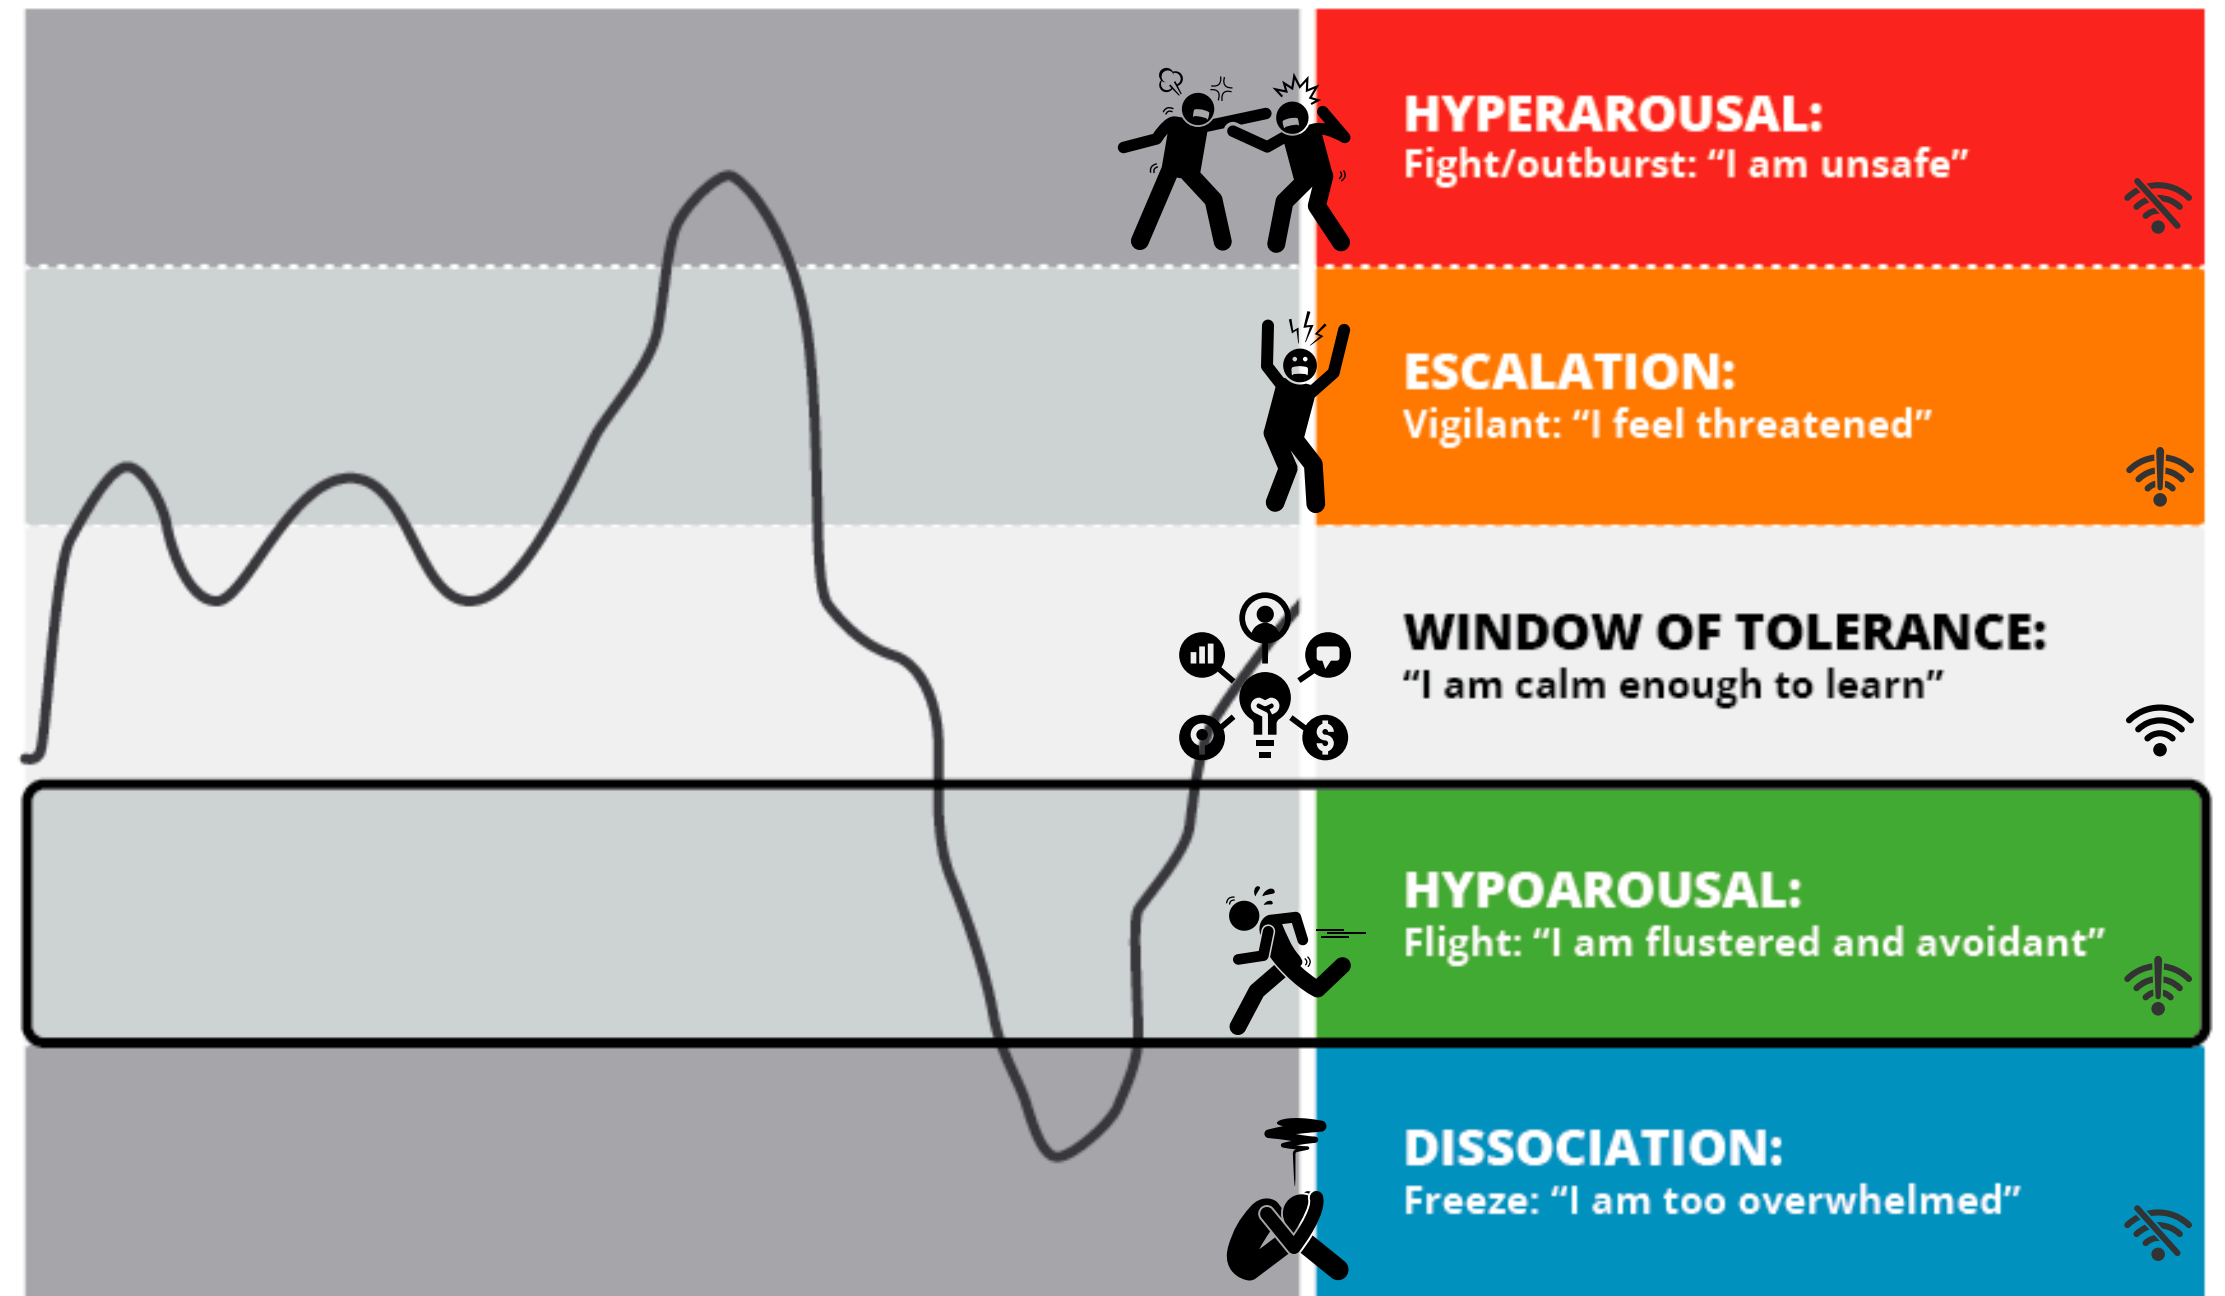 HYPERAROUSAL:
Fight/outburst: “I am unsafe”
ESCALATION:
Vigilant: “I feel threatened”
WINDOW OF TOLERANCE:
“I am calm enough to learn”
$
HYPOAROUSAL:
Flight: “I am flustered and avoidant”
DISSOCIATION:
Freeze: “I am too overwhelmed”